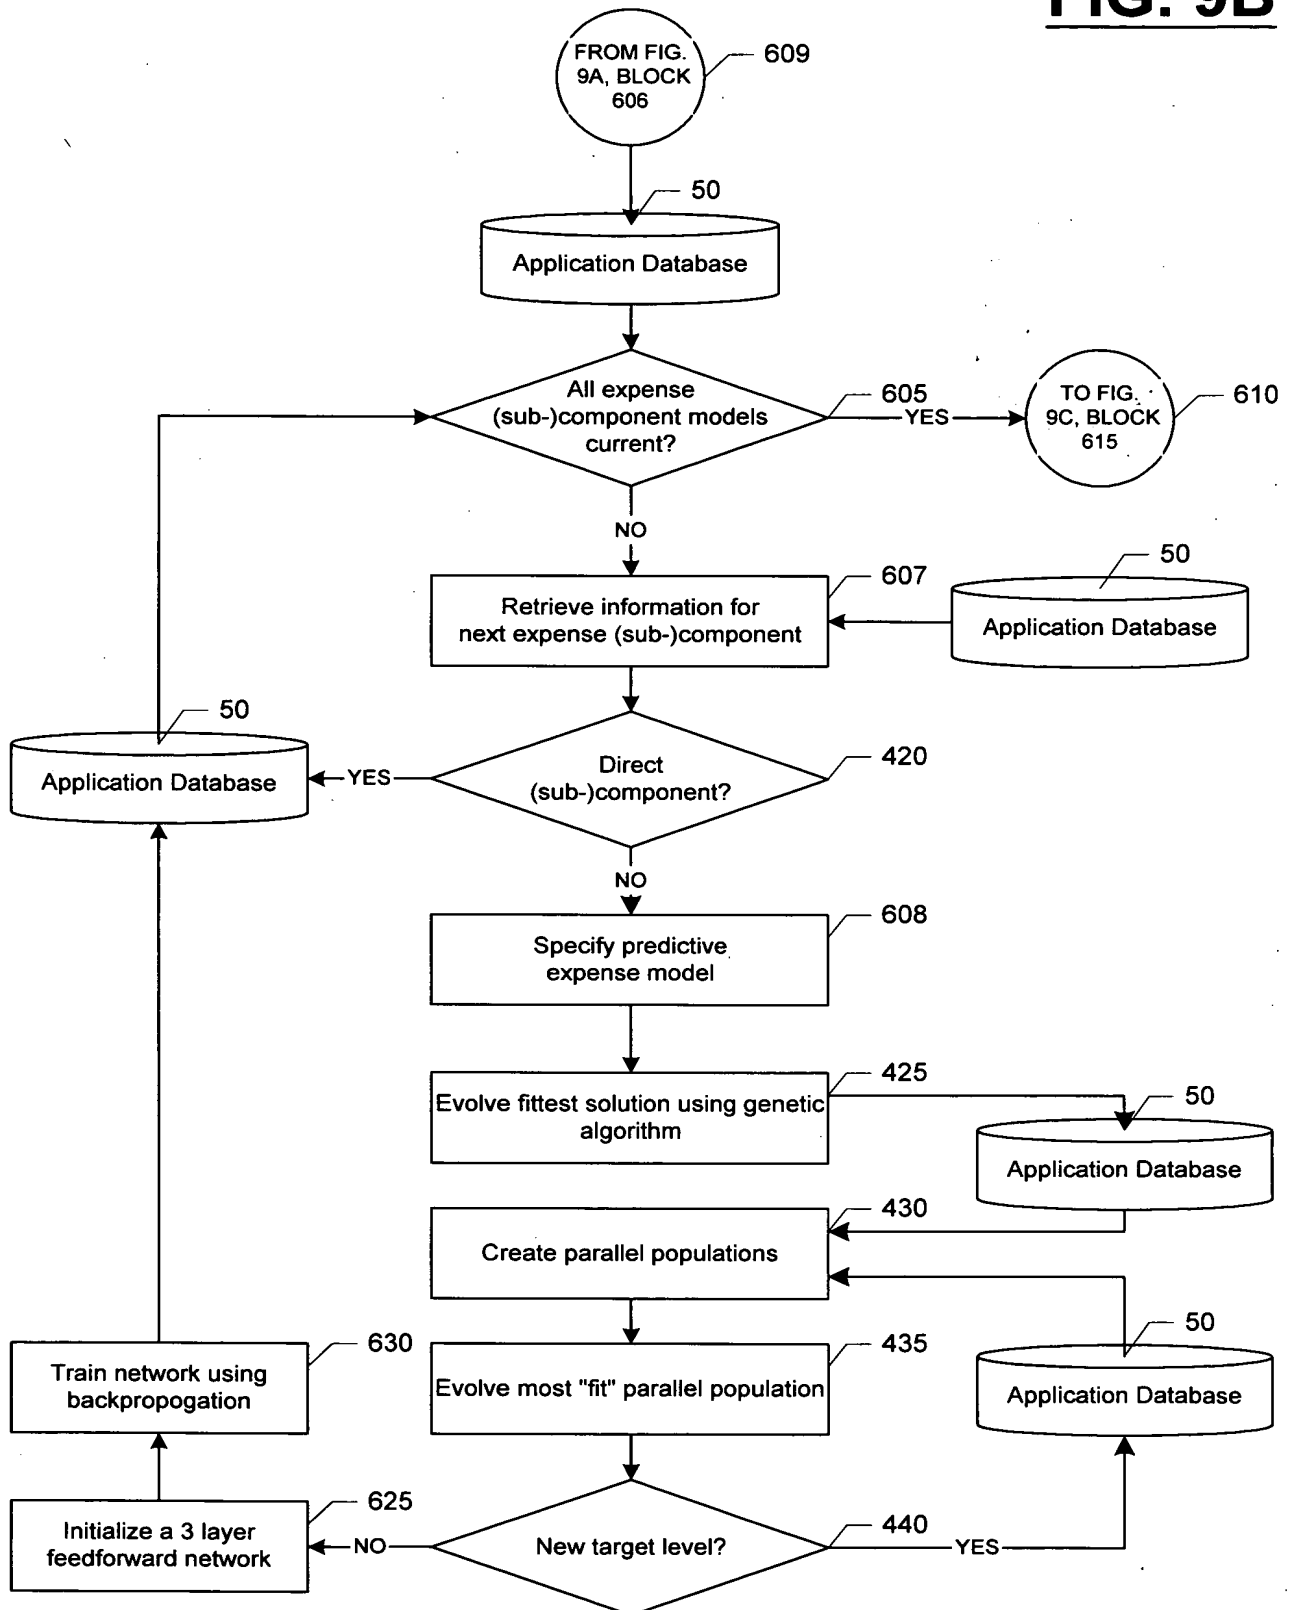 FIG. 9B
FROM FIG.
9A, BLOCK
606
609
50
Application Database
All expense
(sub-)component models
current?
605
YES
TO FIG.
9C, BLOCK
615
610
NO
Retrieve information for
next expense (sub-)component
607
50
Application Database
50
Application Database
YES
Direct
(sub-)component?
420
NO
Specify predictive
expense model
608
Evolve fittest solution using genetic
algorithm
425
50
Application Database
Create parallel populations
430
Train network using
backpropogation
630
Evolve most "fit" parallel population
435
50
Application Database
Initialize a 3 layer
feedforward network
625
NO
New target level?
440
YES